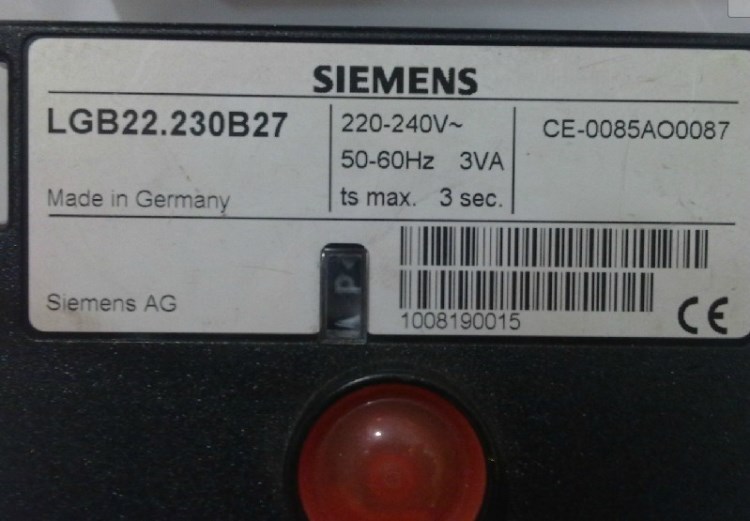 SIEMENS
LGB22.230B27
220-240V~
50-60Hz 3VA
ts max. 3 sec.
CE-0085AO0087
Made in Germany
Siemens AG
1008190015
CE